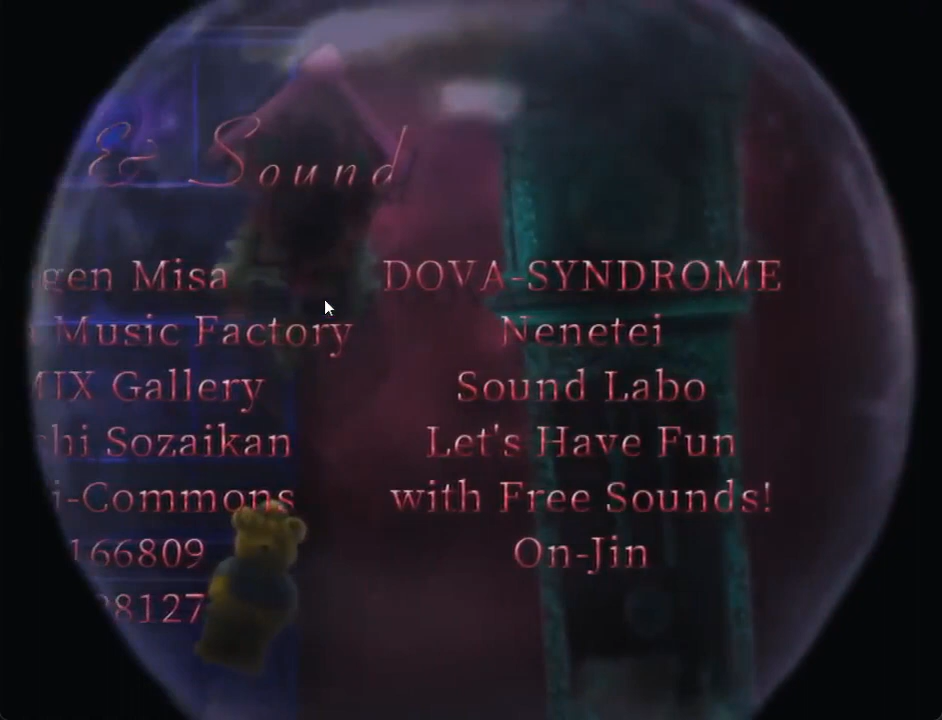 & Sound
gen Misa
Music Factory
MIX Gallery
chi Sozaikan
i-Commons
166809
28127
DOVA-SYNDROME
Nenetei
Sound Labo
Let's Have Fun
with Free Sounds!
On-Jin